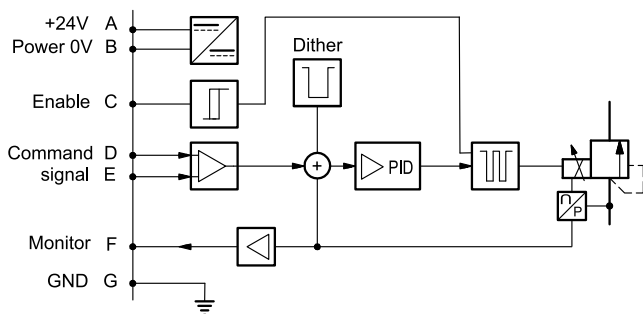 +24V A
Power 0V B
Dither
Enable C
Command D
signal E
+
PID
Monitor F
P
GND G